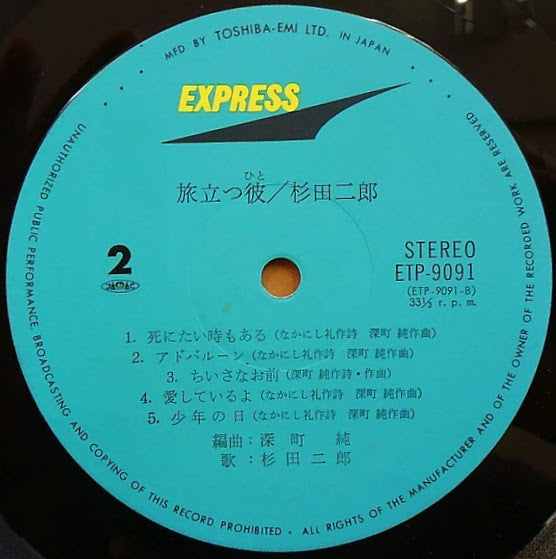 MFD BY TOSHIBA-EMI LTD. IN JAPAN
EXPRESS
ひと
旅立つ彼/杉田二郎
2
JASRAC
STEREO
ETP-9091
(ETP-9091-B)
33⅓ r.p.m.
1. 死にたい時もある (なかにし礼作詩 深町 純作曲)
2. アドバルーン (なかにし礼作詩 深町 純作曲)
3. ちいさなお前 (深町 純作詩・作曲)
4. 愛しているよ (なかにし礼作詩 深町 純作曲)
5. 少年の日 (なかにし礼作詩 深町 純作曲)
編曲:深町 純
歌:杉田二郎
UNAUTHORIZED PUBLIC PERFORMANCE, BROADCASTING AND COPYING OF THIS RECORD PROHIBITED • ALL RIGHTS OF THE MANUFACTURER AND OF THE OWNER OF THE RECORDED WORK ARE RESERVED